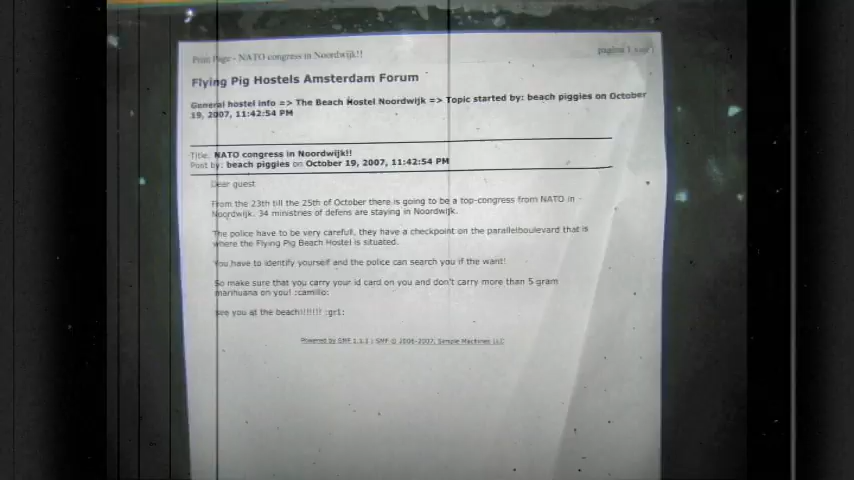 Print Page - NATO congress in Noordwijk!!
pagina 1 van 1
Flying Pig Hostels Amsterdam Forum
General hostel info => The Beach Hostel Noordwijk => Topic started by: beach piggies on October
19, 2007, 11:42:54 PM
Title: NATO congress in Noordwijk!!
Post by: beach piggies on October 19, 2007, 11:42:54 PM
Dear guest
From the 23th till the 25th of October there is going to be a top-congress from NATO in
Noordwijk. 34 ministries of defens are staying in Noordwijk.
The police have to be very carefull, they have a checkpoint on the parallelboulevard that is
where the Flying Pig Beach Hostel is situated.
You have to identify yourself and the police can search you if the want!
So make sure that you carry your id card on you and don't carry more than 5 gram
marihuana on you! :camillo:
see you at the beach!!!!!!! :gr1:
Powered by SMF 1.1.1 | SMF © 2006-2007, Simple Machines LLC